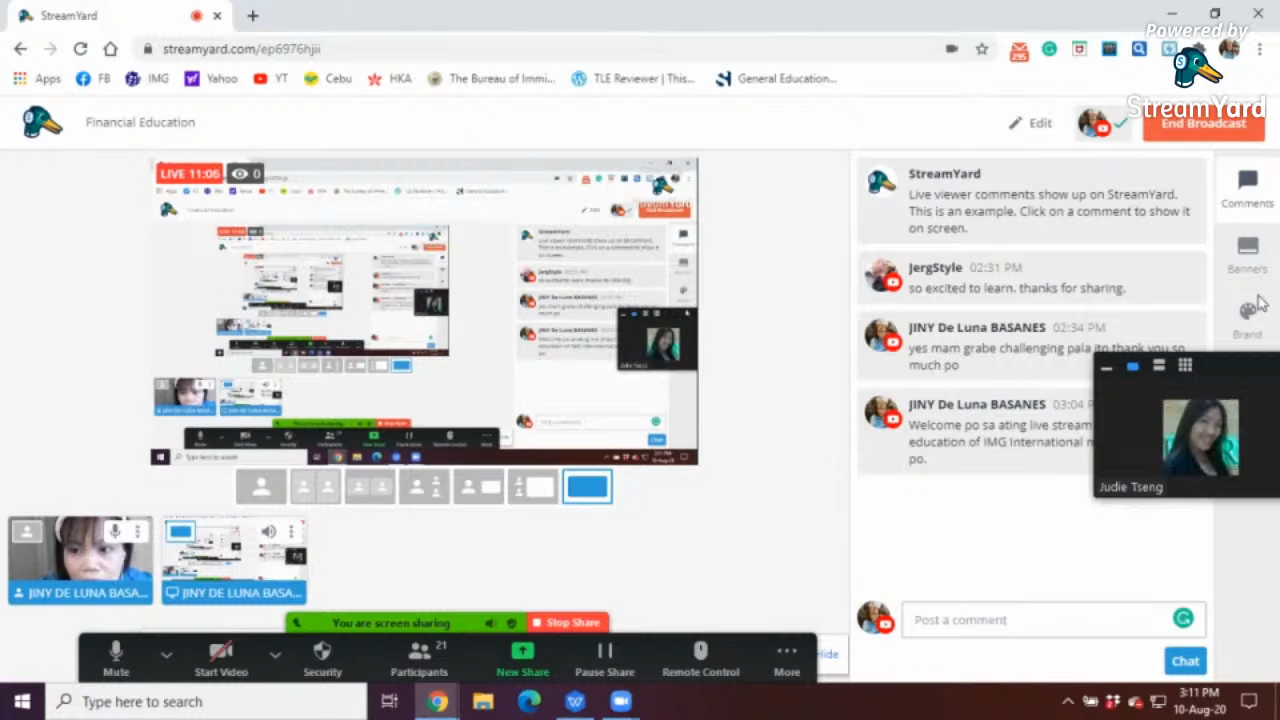 StreamYard
streamyard.com/ep6976hjii
Powered by
StreamYard
295
Apps
FB
IMG
Yahoo
YT
Cebu
HKA
The Bureau of Immi...
TLE Reviewer | This...
General Education...
Financial Education
Edit
End Broadcast
LIVE 11:05
0
StreamYard
Live viewer comments show up on StreamYard.
This is an example. Click on a comment to show it
on screen.
JergStyle 02:31 PM
so excited to learn. thanks for sharing.
JINY De Luna BASANES 02:34 PM
yes mam grabe challenging pala ito thank you so
much po
JINY De Luna BASANES 03:04
Welcome po sa ating live stream
education of IMG International
po.
Comments
Banners
Brand
Judie Tseng
JINY DE LUNA BASA...
JINY DE LUNA BASA...
You are screen sharing
Stop Share
Mute
Start Video
Security
Participants
21
New Share
Pause Share
Remote Control
More
Hide
Post a comment
Chat
Type here to search
3:11 PM
10-Aug-20